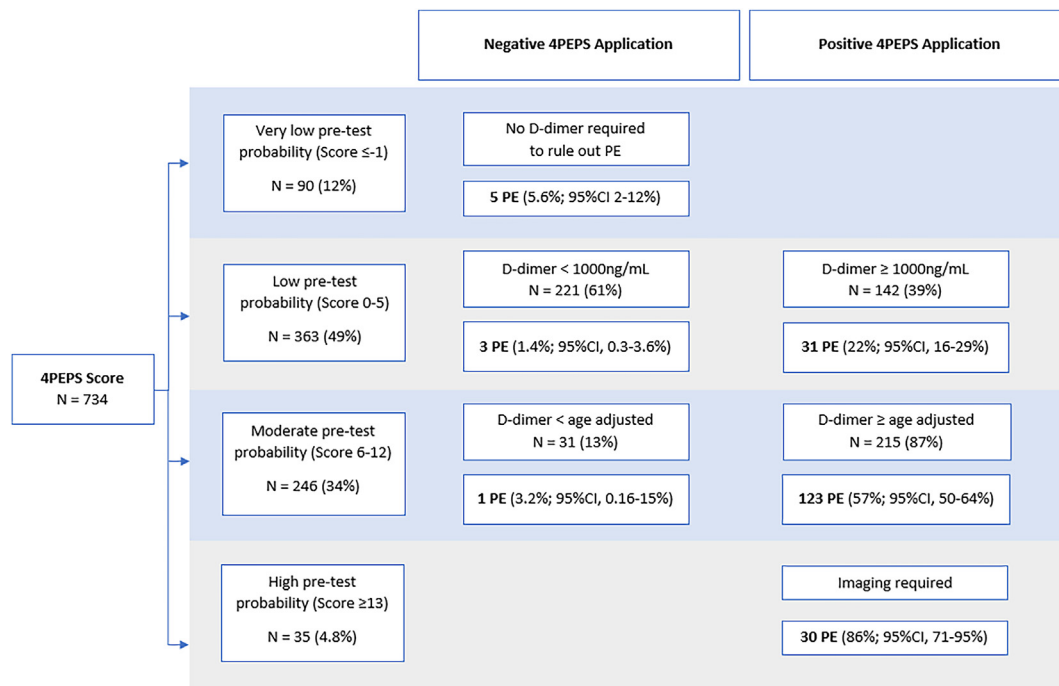 Negative 4PEPS Application
Positive 4PEPS Application
4PEPS Score
N = 734
Very low pre-test
probability (Score ≤-1)
N = 90 (12%)
No D-dimer required
to rule out PE
5 PE (5.6%; 95%CI 2-12%)
Low pre-test
probability (Score 0-5)
N = 363 (49%)
D-dimer < 1000ng/mL
N = 221 (61%)
3 PE (1.4%; 95%CI, 0.3-3.6%)
D-dimer ≥ 1000ng/mL
N = 142 (39%)
31 PE (22%; 95%CI, 16-29%)
Moderate pre-test
probability (Score 6-12)
N = 246 (34%)
D-dimer < age adjusted
N = 31 (13%)
1 PE (3.2%; 95%CI, 0.16-15%)
D-dimer ≥ age adjusted
N = 215 (87%)
123 PE (57%; 95%CI, 50-64%)
High pre-test
probability (Score ≥13)
N = 35 (4.8%)
Imaging required
30 PE (86%; 95%CI, 71-95%)